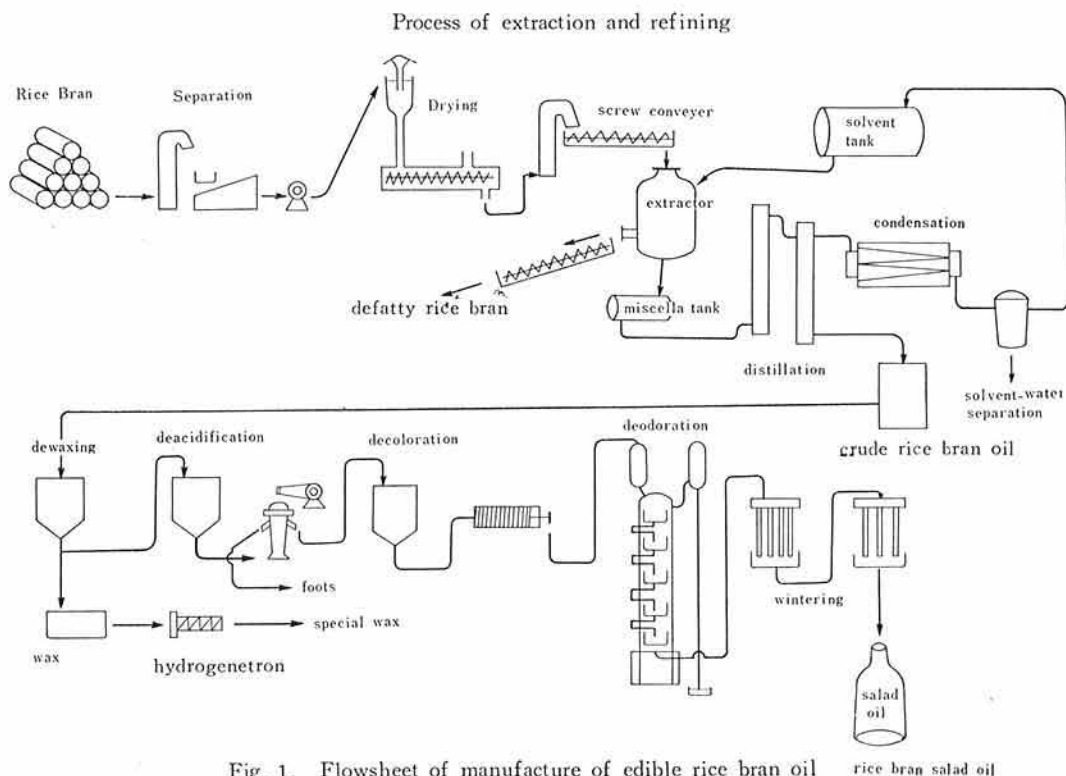 Process of extraction and refining
Rice Bran
Separation
Drying
screw conveyer
solvent
tank
extractor
condensation
defatty rice bran
miscella tank
distillation
solvent-water
separation
crude rice bran oil
dewaxing
deacidification
decoloration
deodoration
foots
wintering
wax
hydrogenetron
special wax
salad
oil
Fig. 1. Flowsheet of manufacture of edible rice bran oil
rice bran salad oil